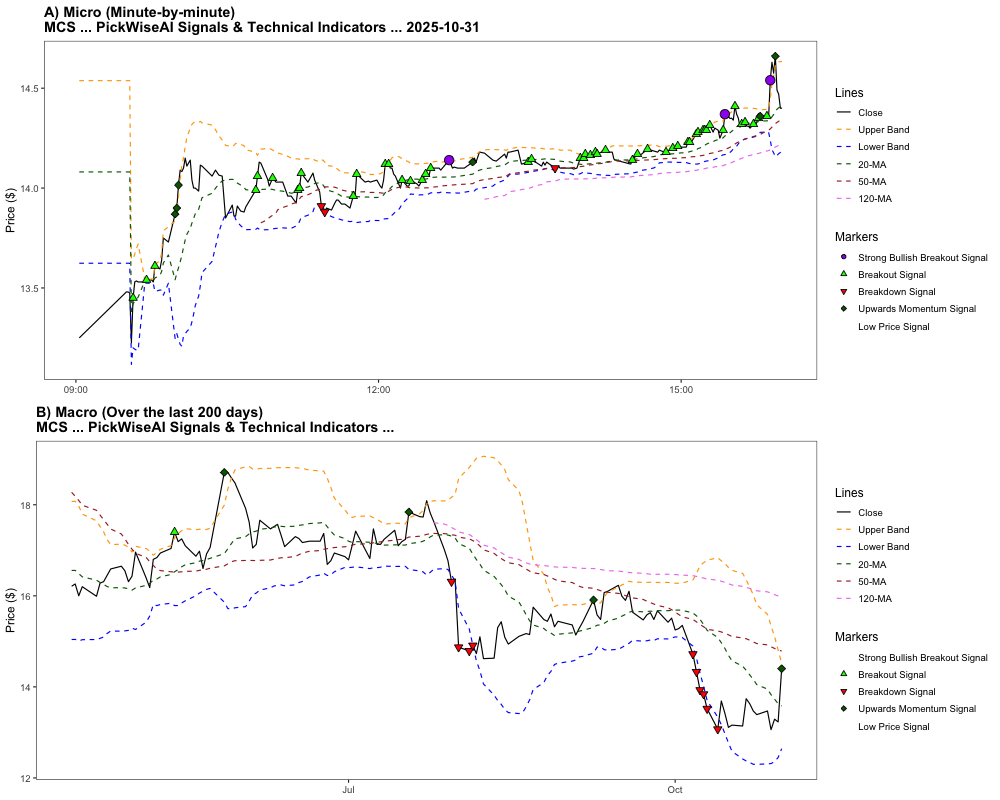 A) Micro (Minute-by-minute)
MCS ... PickWiseAI Signals & Technical Indicators ... 2025-10-31
Price ($)
14.5
14.0
13.5
09:00
12:00
15:00
Lines
Close
Upper Band
Lower Band
20-MA
50-MA
120-MA
Markers
Strong Bullish Breakout Signal
Breakout Signal
Breakdown Signal
Upwards Momentum Signal
Low Price Signal
B) Macro (Over the last 200 days)
MCS ... PickWiseAI Signals & Technical Indicators ...
Price ($)
18
16
14
12
Jul
Oct
Lines
Close
Upper Band
Lower Band
20-MA
50-MA
120-MA
Markers
Strong Bullish Breakout Signal
Breakout Signal
Breakdown Signal
Upwards Momentum Signal
Low Price Signal